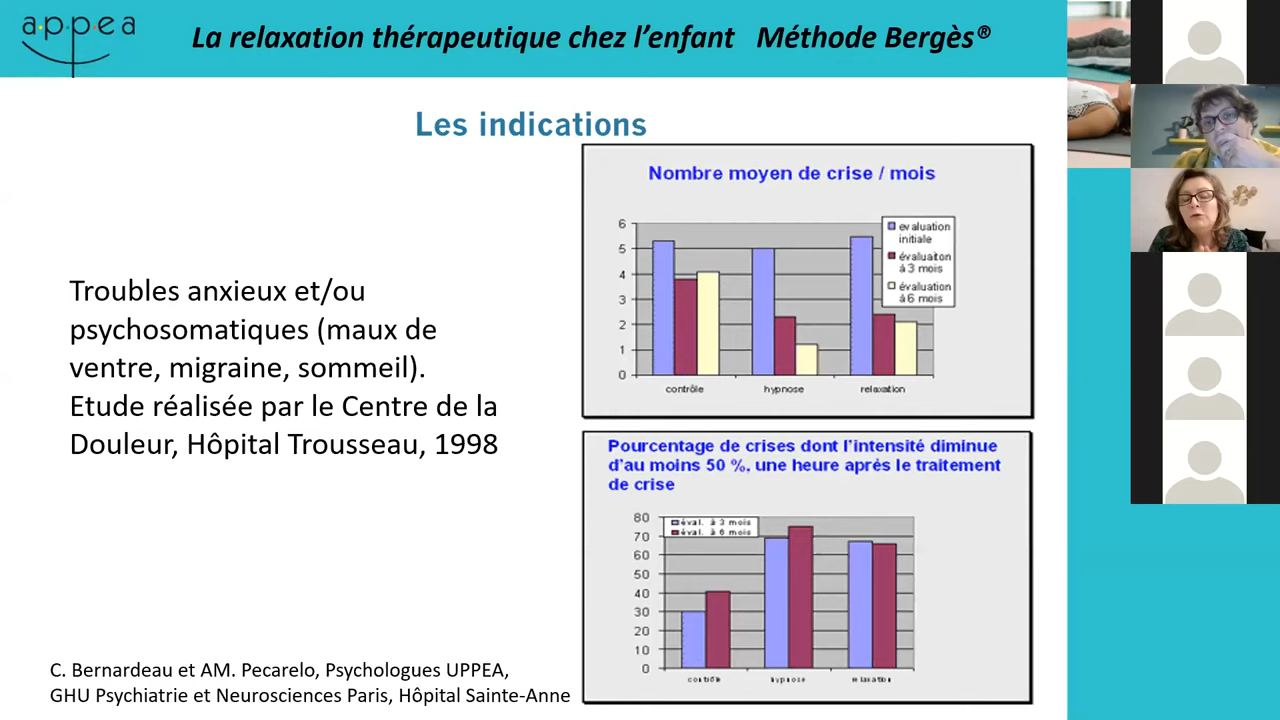 appea
La relaxation thérapeutique chez l'enfant Méthode Bergès®
Les indications
Troubles anxieux et/ou
psychosomatiques (maux de
ventre, migraine, sommeil).
Etude réalisée par le Centre de la
Douleur, Hôpital Trousseau, 1998
Nombre moyen de crise / mois
6
5
4
3
2
1
0
evaluation
initiale
évaluaiton
à 3 mois
évaluation
à 6 mois
contrôle hypnose relaxation
Pourcentage de crises dont l'intensité diminue
d'au moins 50 %, une heure après le traitement
de crise
80
70
60
50
40
30
20
10
0
éval. à 3 mois
éval. à 6 mois
contrôle hypnose relaxation
C. Bernardeau et AM. Pecarelo, Psychologues UPPEA,
GHU Psychiatrie et Neurosciences Paris, Hôpital Sainte-Anne